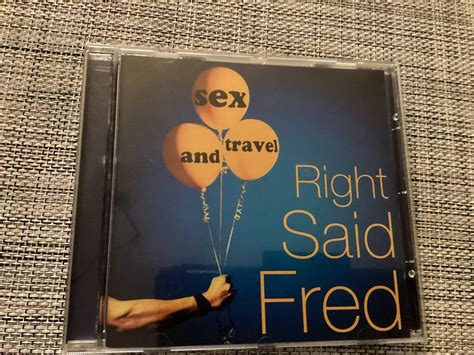 sex
and travel
Right
Said
Fred